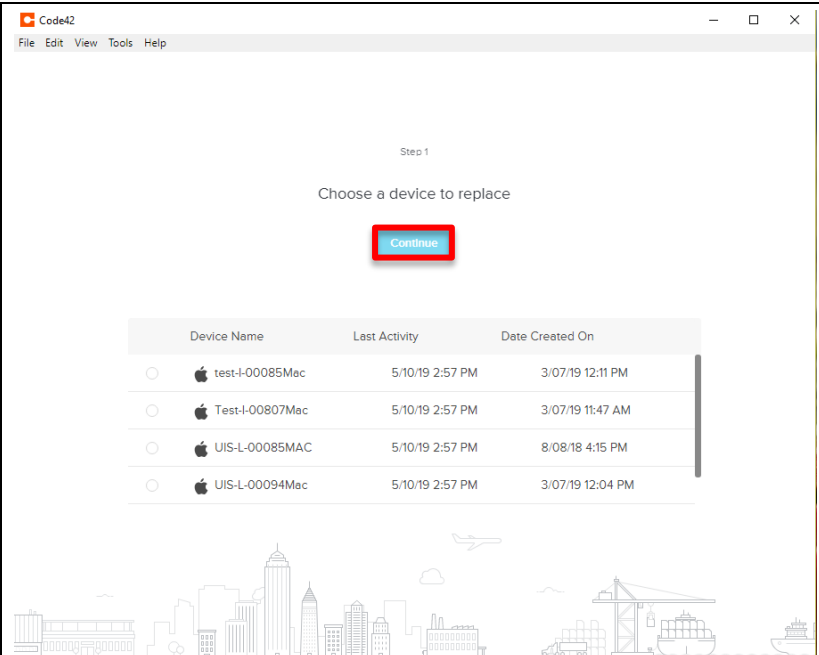 Code42
File Edit View Tools Help
Step 1
Choose a device to replace
Continue
Device Name Last Activity Date Created On
test-I-00085Mac 5/10/19 2:57 PM 3/07/19 12:11 PM
Test-I-00807Mac 5/10/19 2:57 PM 3/07/19 11:47 AM
UIS-L-00085MAC 5/10/19 2:57 PM 8/08/18 4:15 PM
UIS-L-00094Mac 5/10/19 2:57 PM 3/07/19 12:04 PM